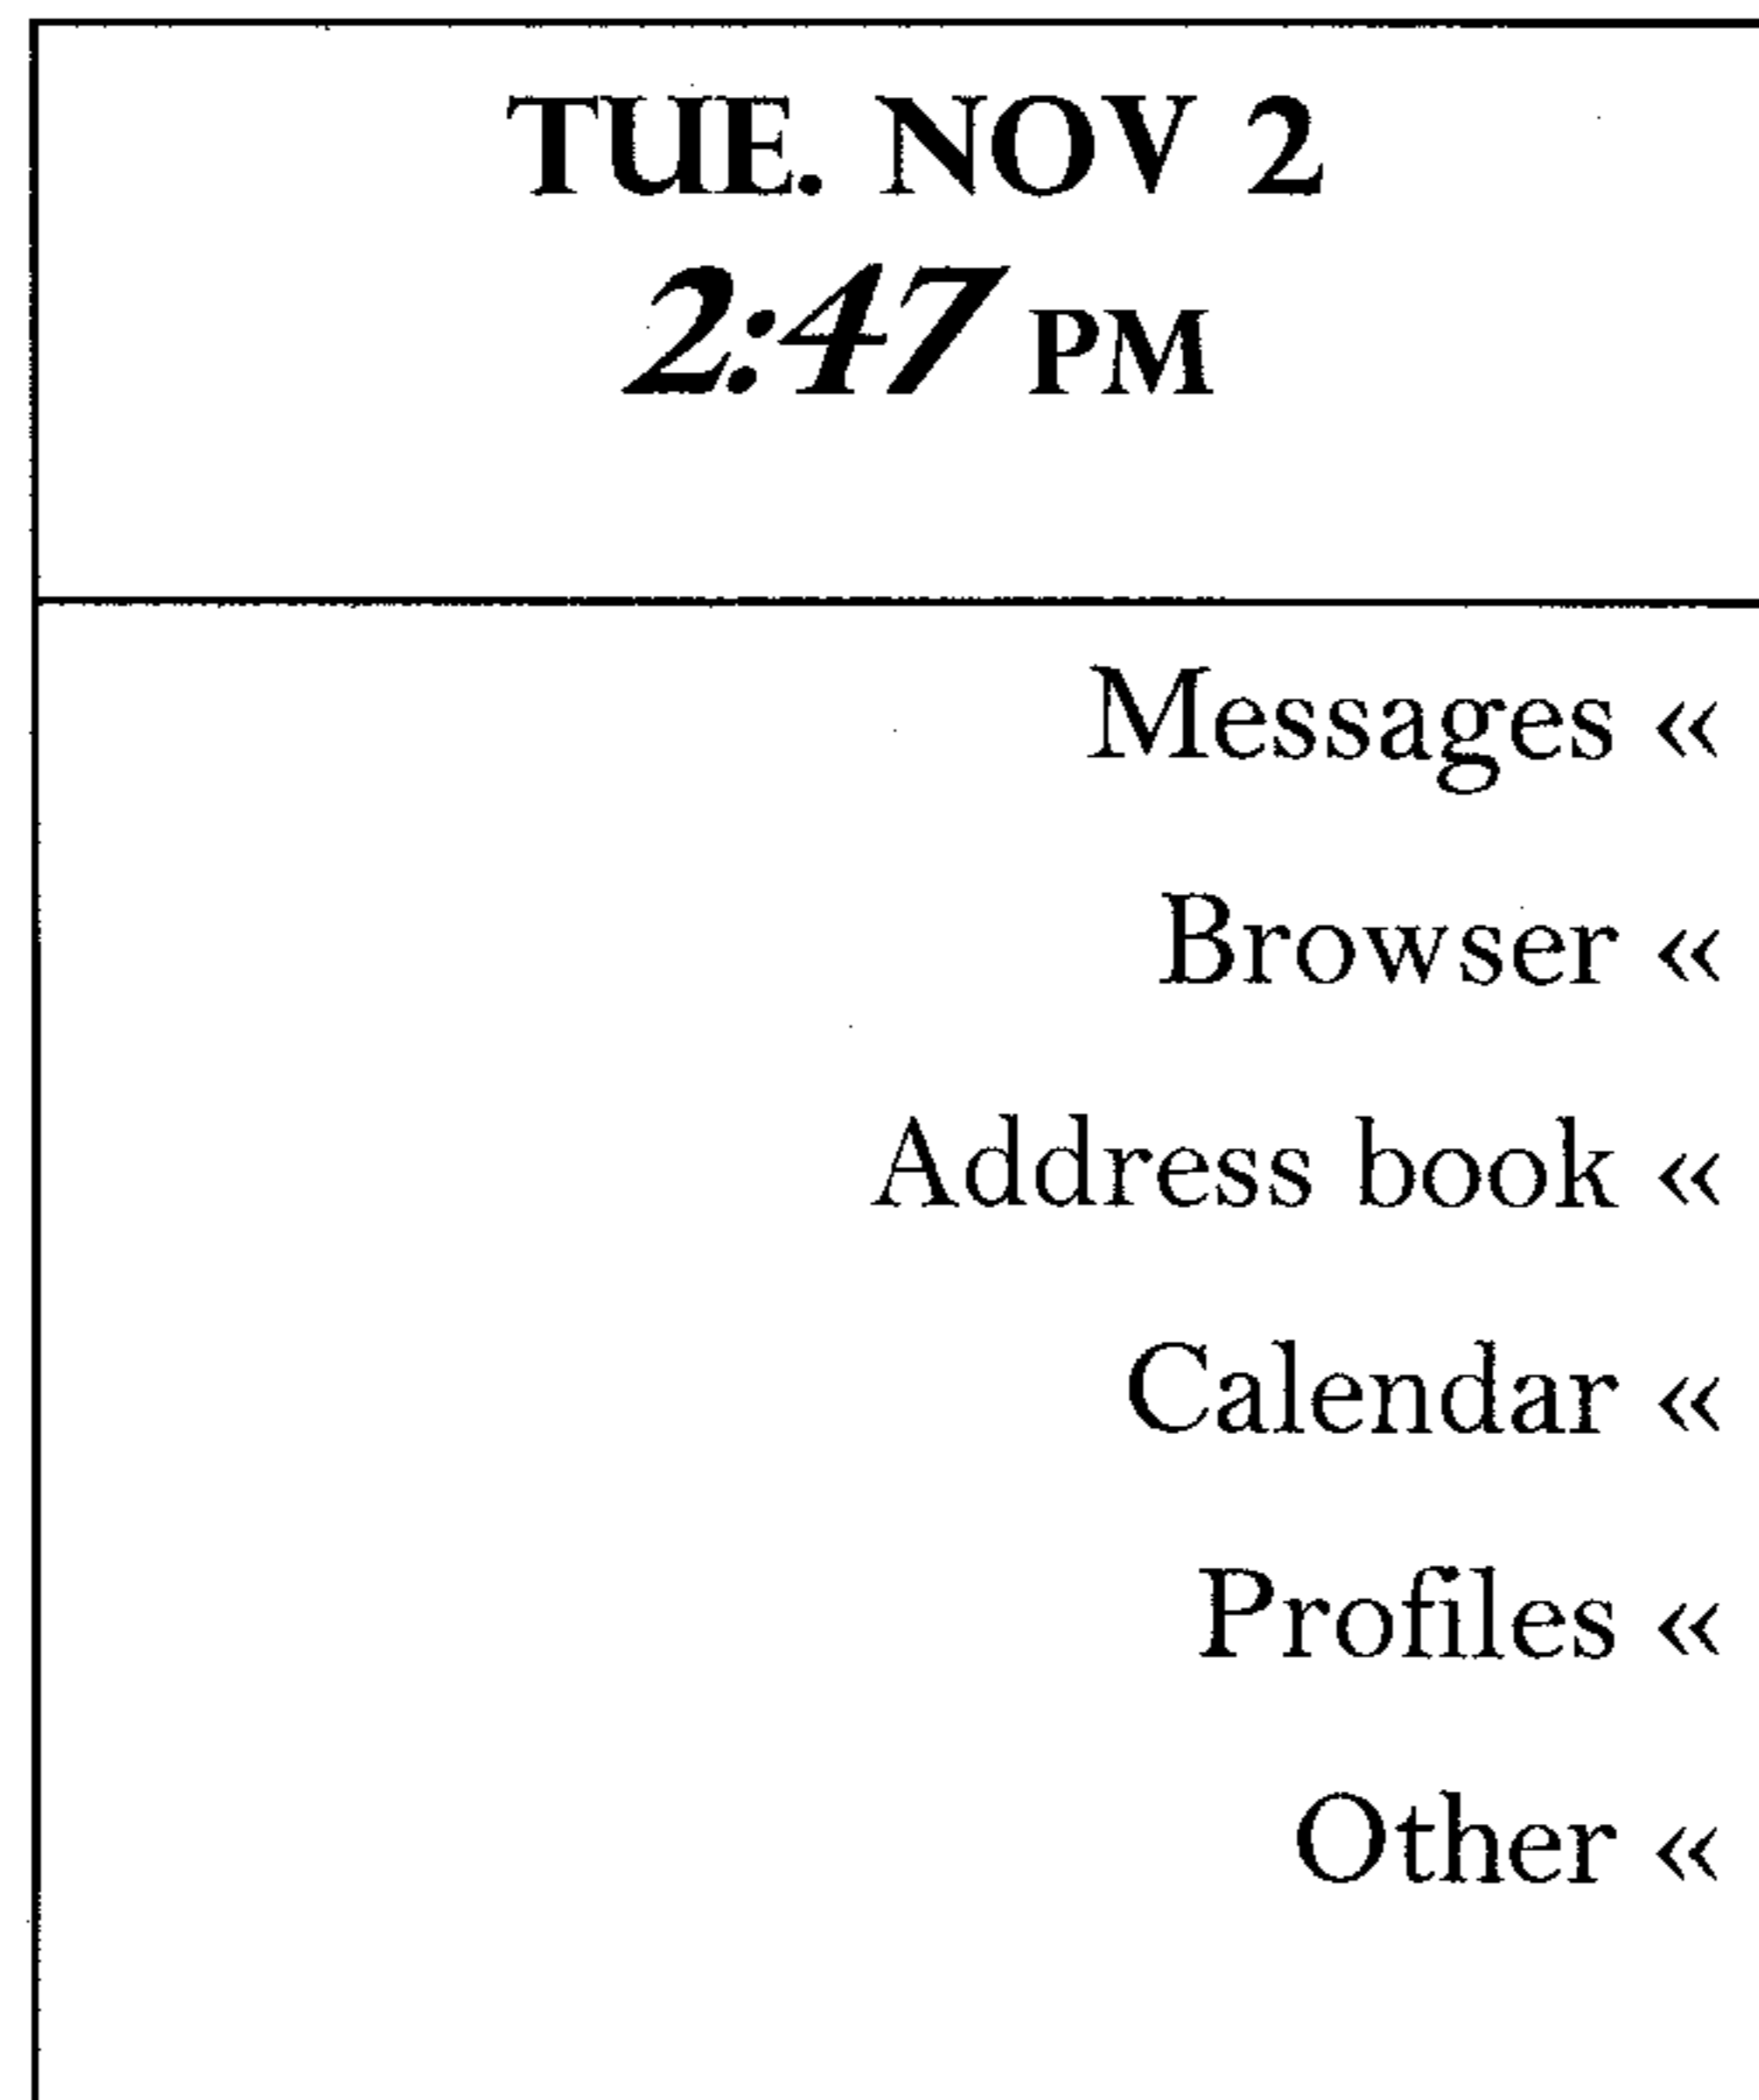 TUE. NOV 2
2:47 PM
Messages «
Browser «
Address book «
Calendar «
Profiles «
Other «